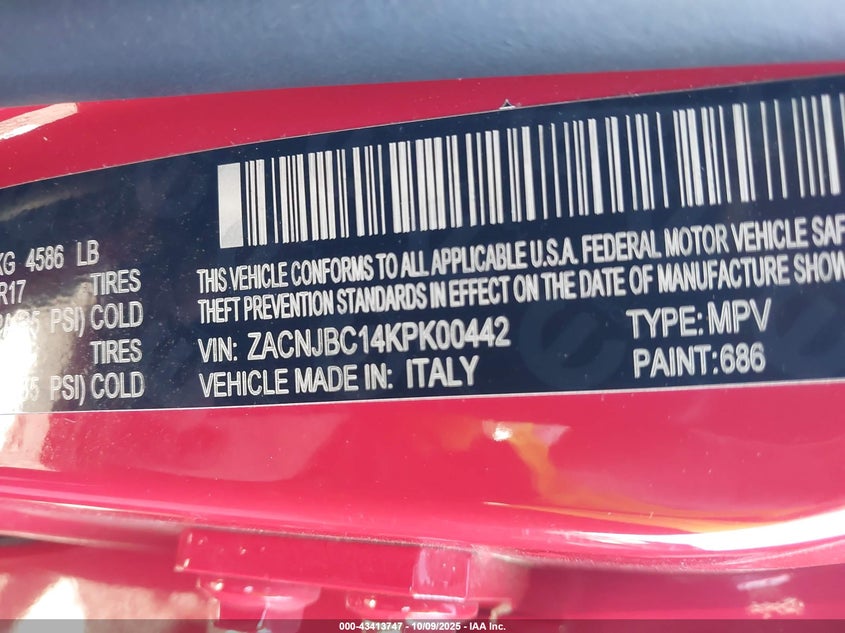 KG 4586 LB
R17 TIRES
PSI) COLD
TIRES
PSI) COLD
THIS VEHICLE CONFORMS TO ALL APPLICABLE U.S.A. FEDERAL MOTOR VEHICLE SAF
THEFT PREVENTION STANDARDS IN EFFECT ON THE DATE OF MANUFACTURE SHOW
VIN: ZACNJBC14KPK00442 TYPE: MPV
VEHICLE MADE IN: ITALY PAINT:686
000-43413747 - 10/09/2025 - IAA Inc.